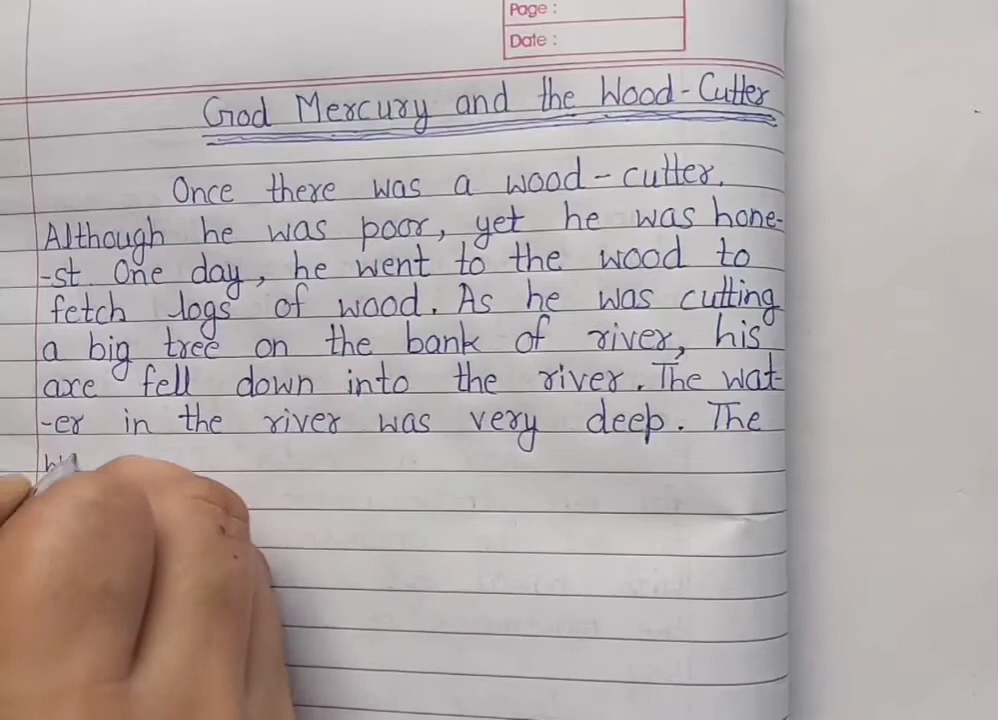 Page :
Date :
God Mercury and the Wood-Cutter
Once there was a wood-cutter.
Although he was poor, yet he was hone-
-st. One day, he went to the wood to
fetch logs of wood. As he was cutting
a big tree on the bank of river, his
axe fell down into the river. The wat-
-er in the river was very deep. The